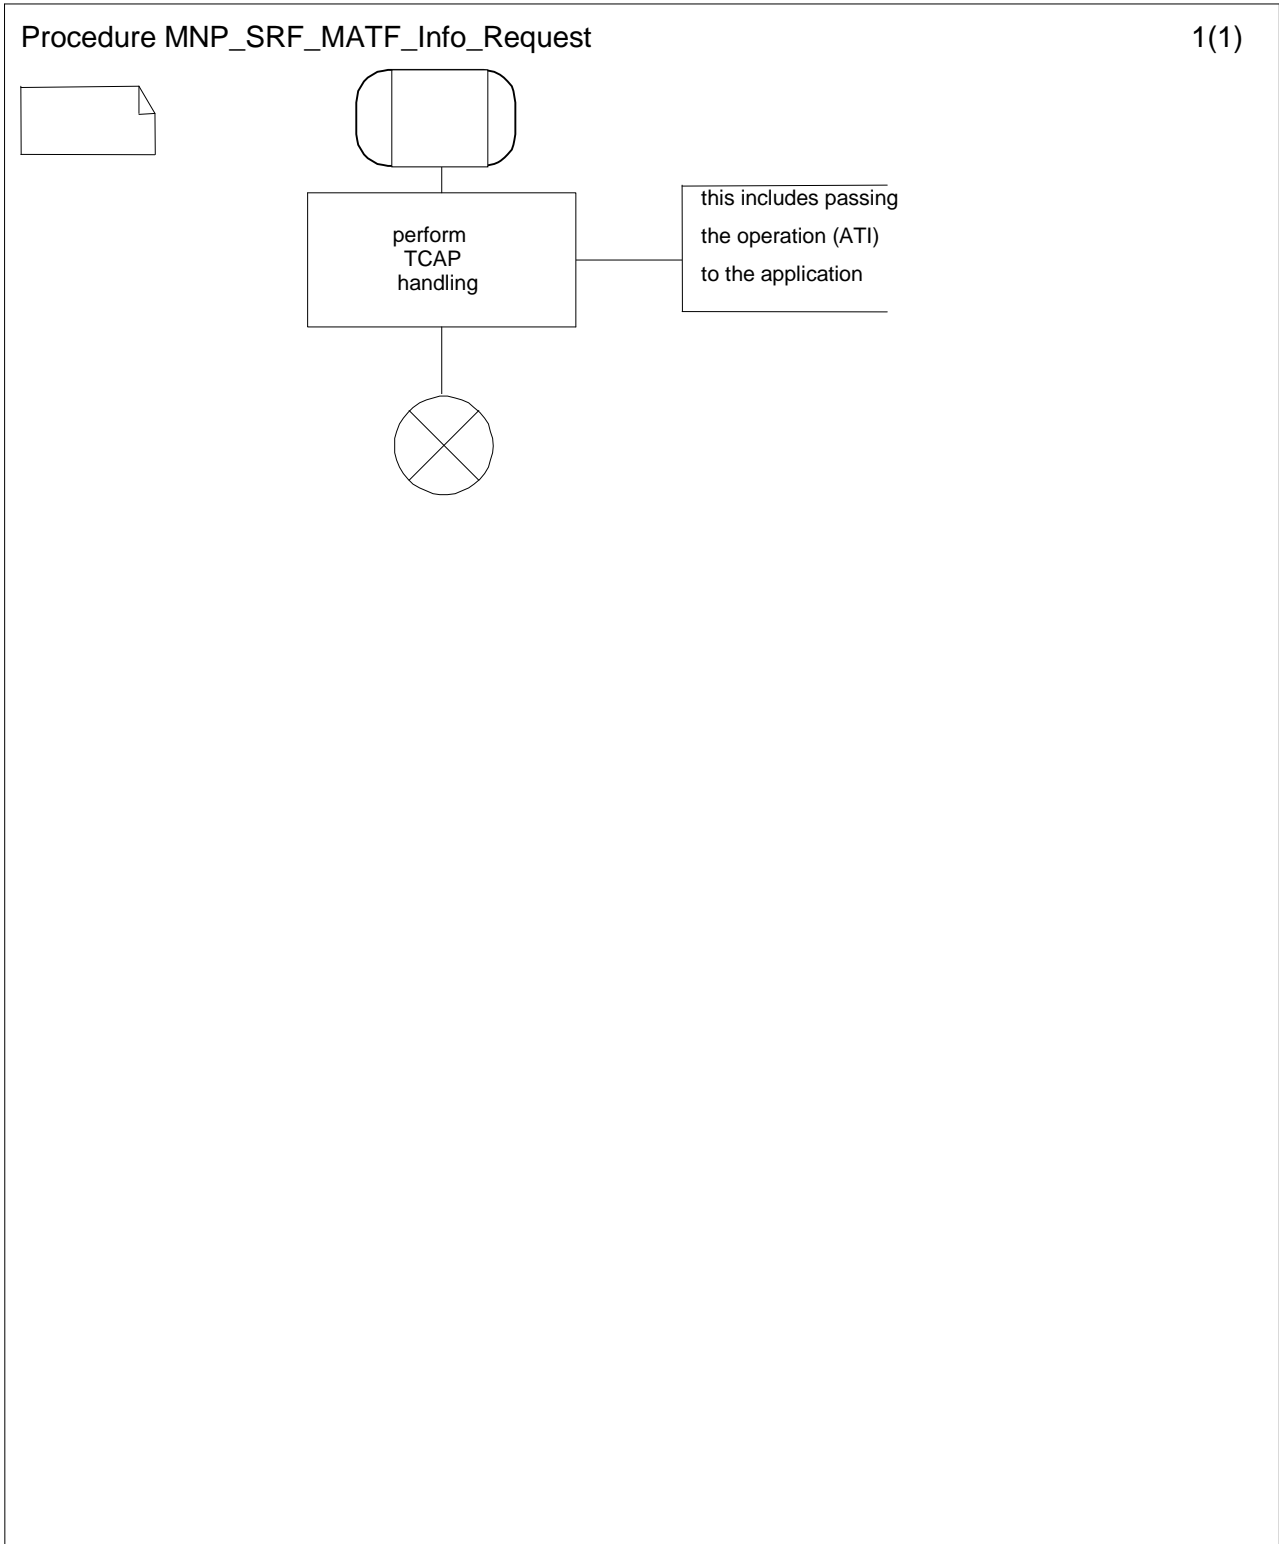 Procedure MNP_SRF_MATF_Info_Request
1(1)
perform
TCAP
handling
this includes passing
the operation (ATI)
to the application